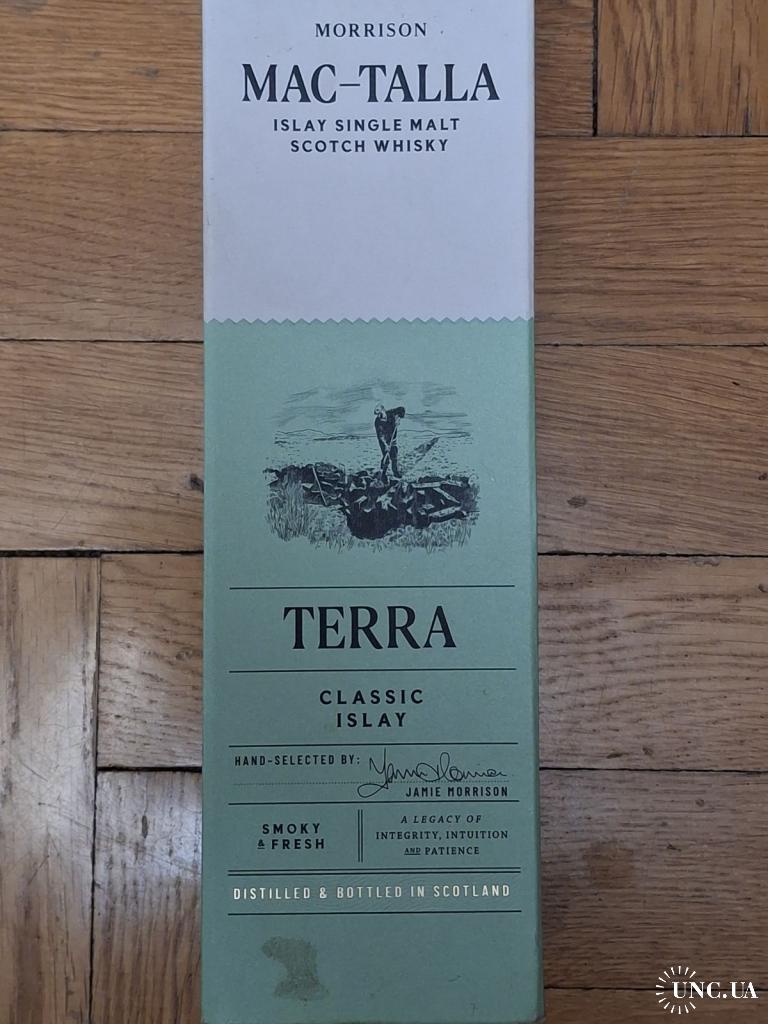 MORRISON
MAC–TALLA
ISLAY SINGLE MALT
SCOTCH WHISKY
TERRA
CLASSIC
ISLAY
HAND-SELECTED BY:
JAMIE MORRISON
SMOKY
& FRESH
A LEGACY OF
INTEGRITY, INTUITION
AND PATIENCE
DISTILLED & BOTTLED IN SCOTLAND
UNC.UA